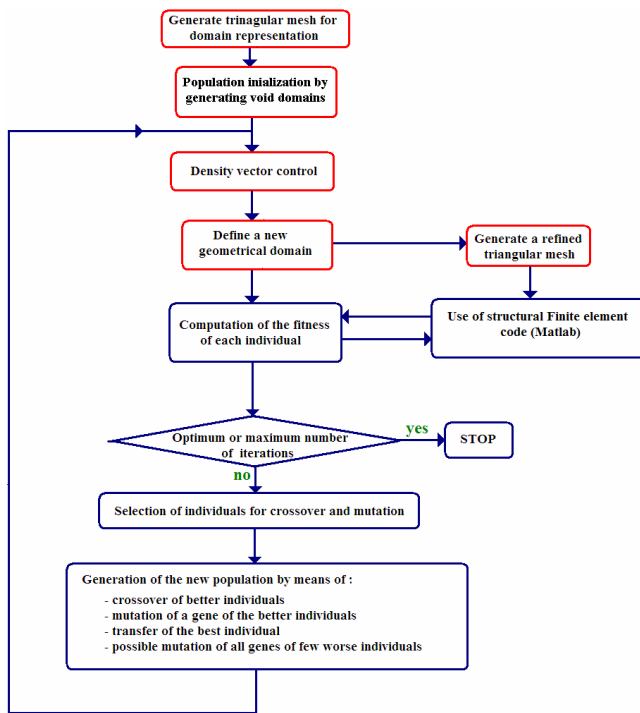 Generate trinagular mesh for
domain representation
Population inialization by
generating void domains
Density vector control
Define a new
geometrical domain
Generate a refined
triangular mesh
Computation of the fitness
of each individual
Use of structural Finite element
code (Matlab)
Optimum or maximum number
of iterations
yes
STOP
no
Selection of individuals for crossover and mutation
Generation of the new population by means of :
- crossover of better individuals
- mutation of a gene of the better individuals
- transfer of the best individual
- possible mutation of all genes of few worse individuals